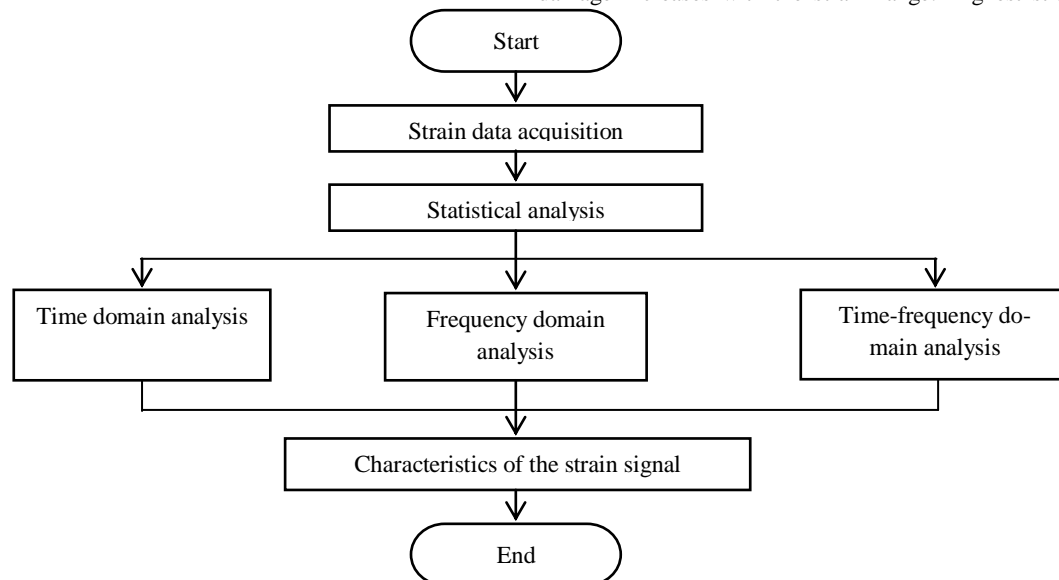 Start
Strain data acquisition
Statistical analysis
Time domain analysis
Frequency domain
analysis
Time-frequency do-
main analysis
Characteristics of the strain signal
End